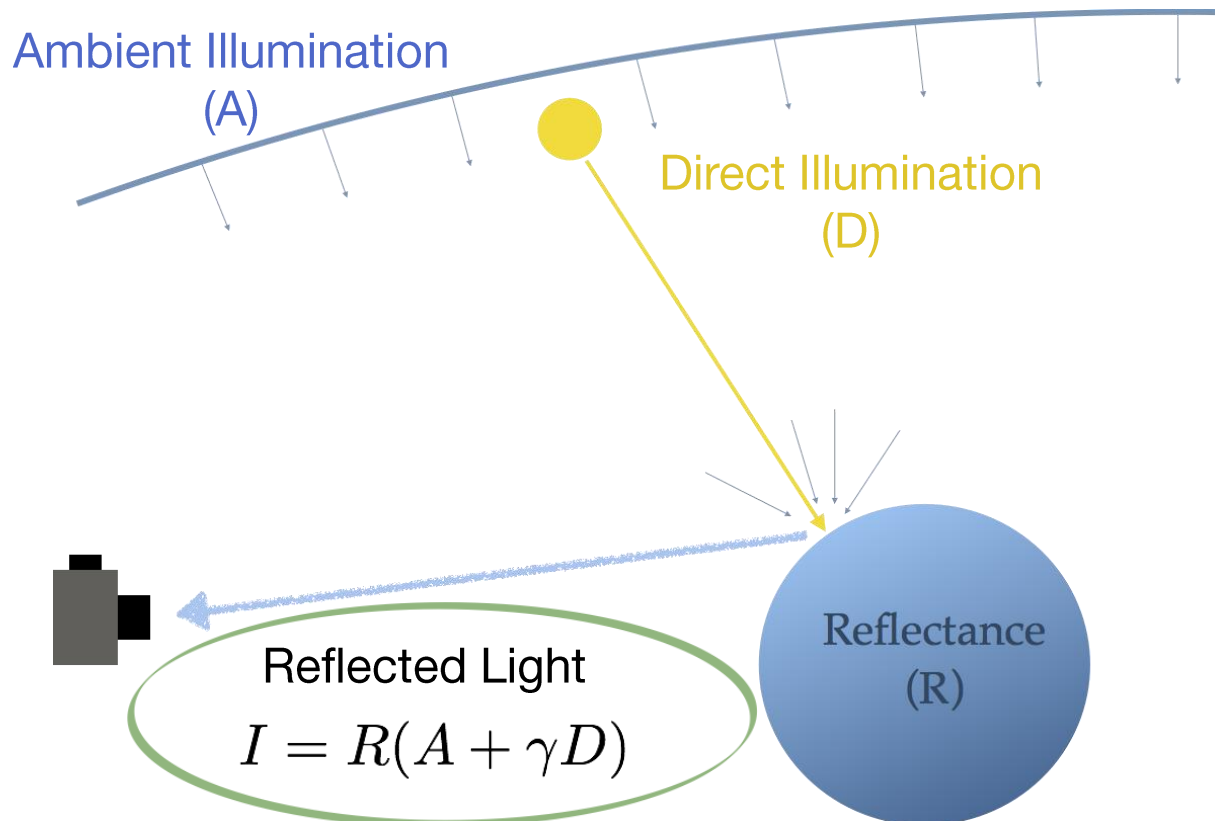 Ambient Illumination
(A)
Direct Illumination
(D)
Reflectance
(R)
Reflected Light
I = R(A + γD)